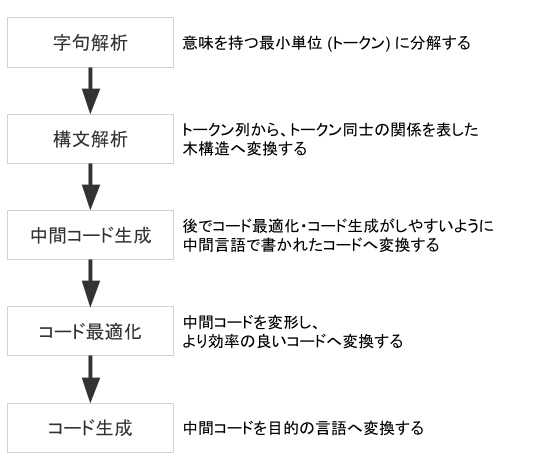 字句解析
意味を持つ最小単位 (トークン) に分解する
構文解析
トークン列から、トークン同士の関係を表した
木構造へ変換する
中間コード生成
後でコード最適化・コード生成がしやすいように
中間言語で書かれたコードへ変換する
コード最適化
中間コードを変形し、
より効率の良いコードへ変換する
コード生成
中間コードを目的の言語へ変換する